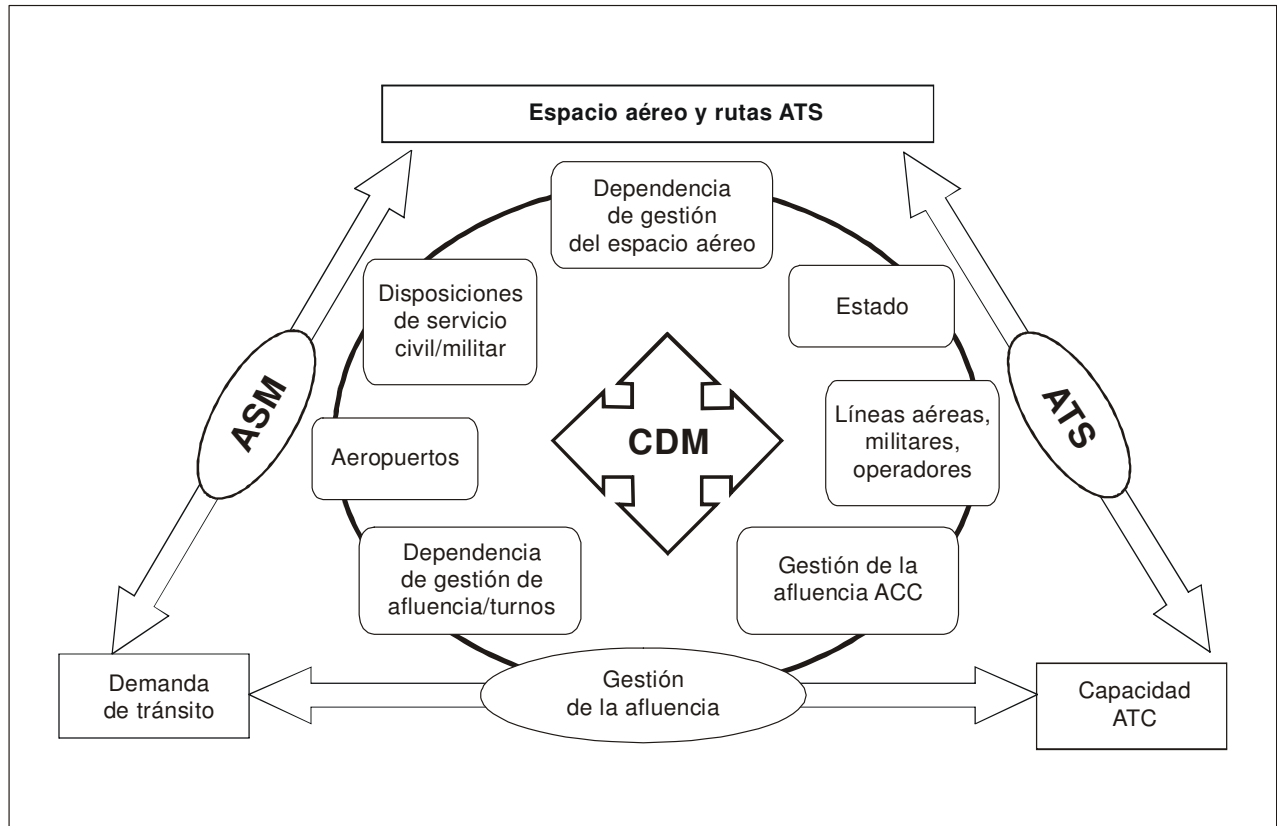 Espacio aéreo y rutas ATS
Dependencia
de gestión
del espacio aéreo
Disposiciones
de servicio
civil/militar
Estado
ASM
ATS
CDM
Líneas aéreas,
militares,
operadores
Aeropuertos
Dependencia
de gestión de
afluencia/turnos
Gestión de la
afluencia ACC
Demanda
de tránsito
Gestión
de la afluencia
Capacidad
ATC